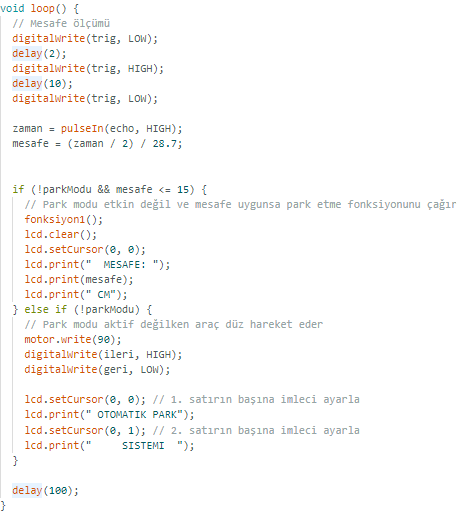 void loop() {
  // Mesafe ölçümü
  digitalWrite(trig, LOW);
  delay(2);
  digitalWrite(trig, HIGH);
  delay(10);
  digitalWrite(trig, LOW);

  zaman = pulseIn(echo, HIGH);
  mesafe = (zaman / 2) / 28.7;


  if (!parkModu && mesafe <= 15) {
    // Park modu etkin değil ve mesafe uygunsa park etme fonksiyonunu çağır
    fonksiyon1();
    lcd.clear();
    lcd.setCursor(0, 0);
    lcd.print("  MESAFE: ");
    lcd.print(mesafe);
    lcd.print(" CM");
  } else if (!parkModu) {
    // Park modu aktif değilken araç düz hareket eder
    motor.write(90);
    digitalWrite(ileri, HIGH);
    digitalWrite(geri, LOW);

    lcd.setCursor(0, 0); // 1. satırın başına imleci ayarla
    lcd.print(" OTOMATIK PARK");
    lcd.setCursor(0, 1); // 2. satırın başına imleci ayarla
    lcd.print("     SISTEMI  ");
  }

  delay(100);
}